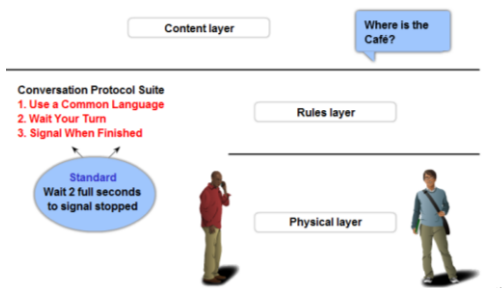 Content layer
Where is the
Café?
Conversation Protocol Suite
1. Use a Common Language
2. Wait Your Turn
3. Signal When Finished
Rules layer
Standard
Wait 2 full seconds
to signal stopped
Physical layer